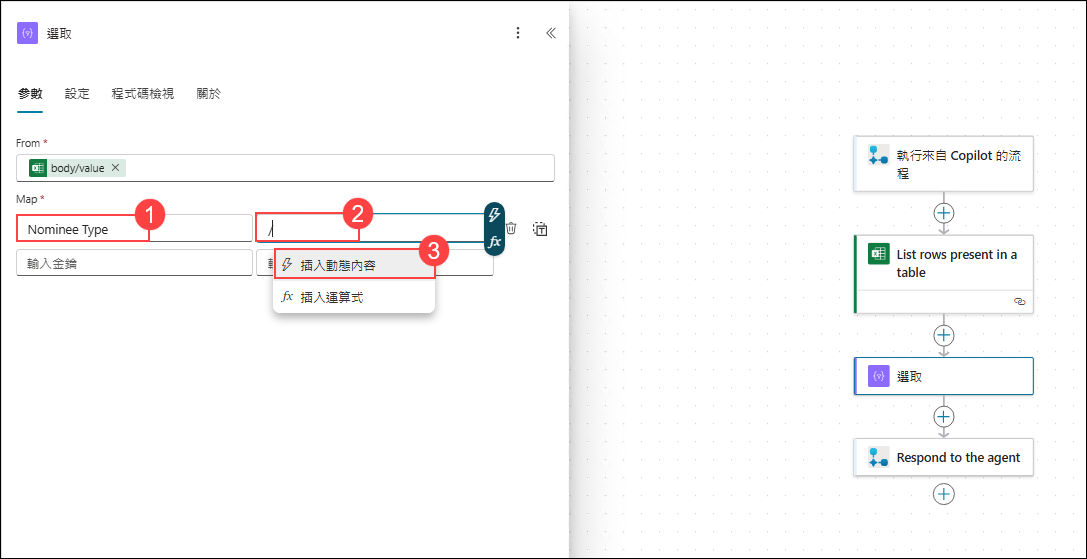 選取
參數 設定 程式碼檢視 關於
From *
body/value
Map *
Nominee Type
1
/
2
fx
輸入金鑰
3
插入動態內容
fx 插入運算式
執行來自 Copilot 的流
程
List rows present in a
table
選取
Respond to the agent